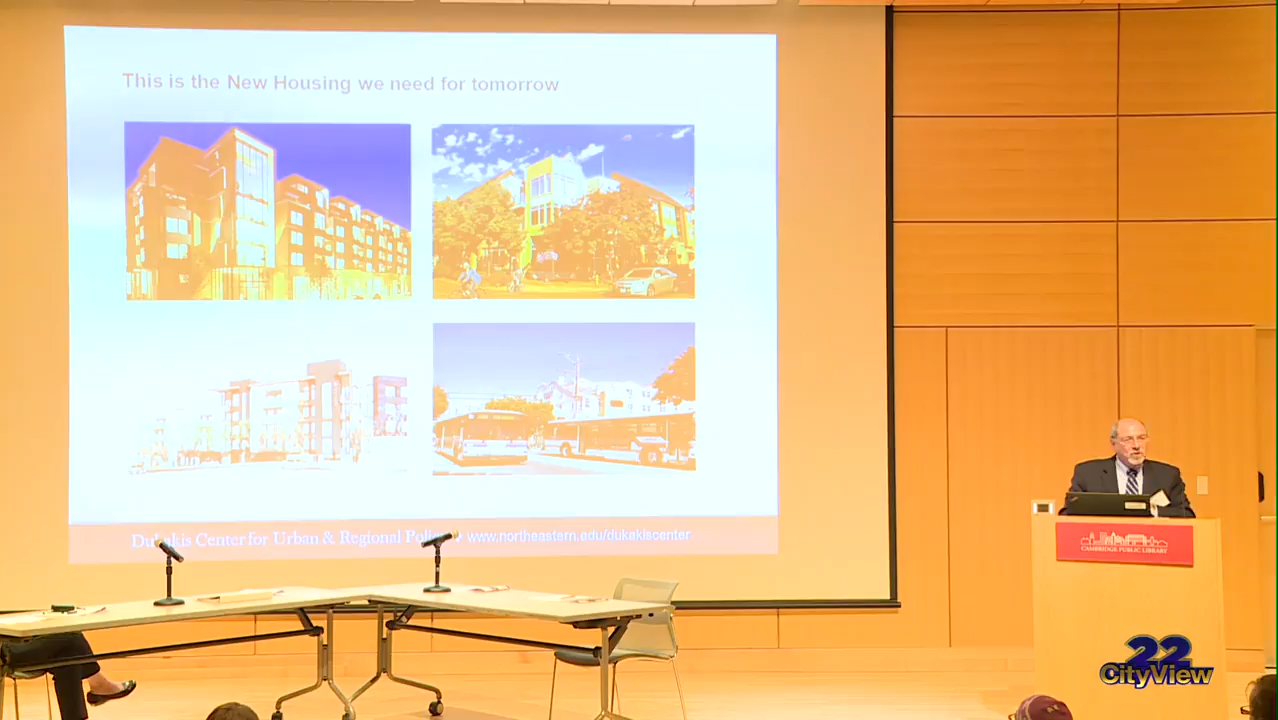 This is the New Housing we need for tomorrow
Dukakis Center for Urban & Regional Policy www.northeastern.edu/dukakiscenter
CAMBRIDGE PUBLIC LIBRARY
22
CityView